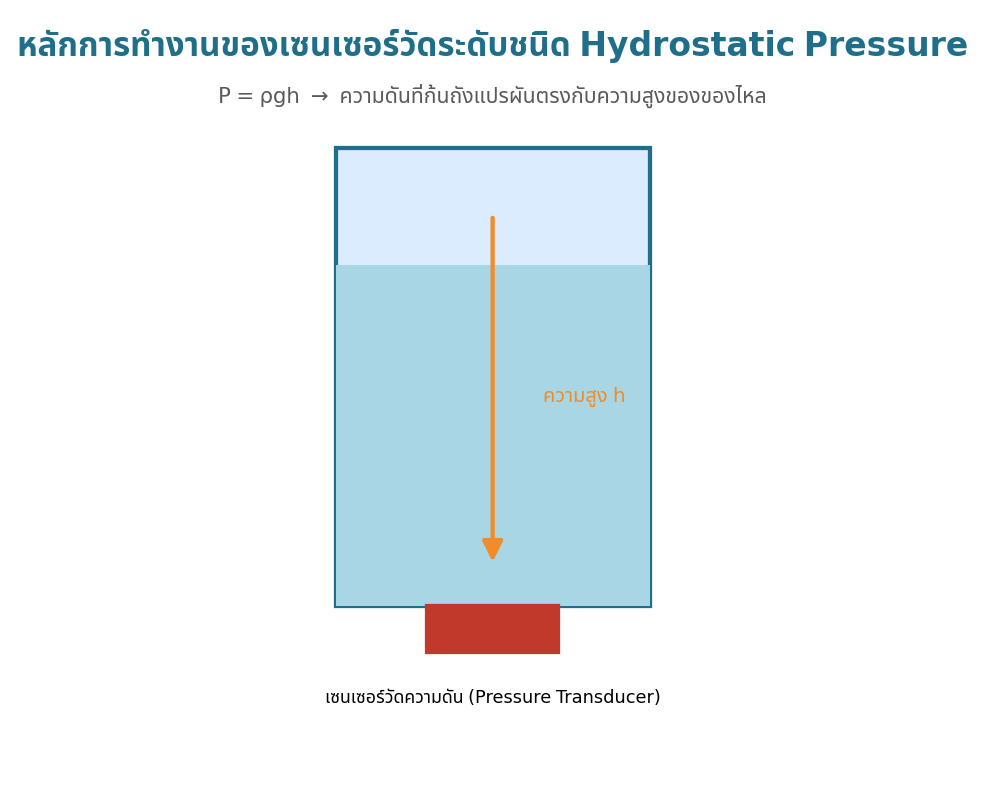 หลักการทำงานของเซนเซอร์วัดระดับชนิด Hydrostatic Pressure
P = ρgh → ความดันที่ก้นถังแปรผันตรงกับความสูงของของไหล
ความสูง h
เซนเซอร์วัดความดัน (Pressure Transducer)